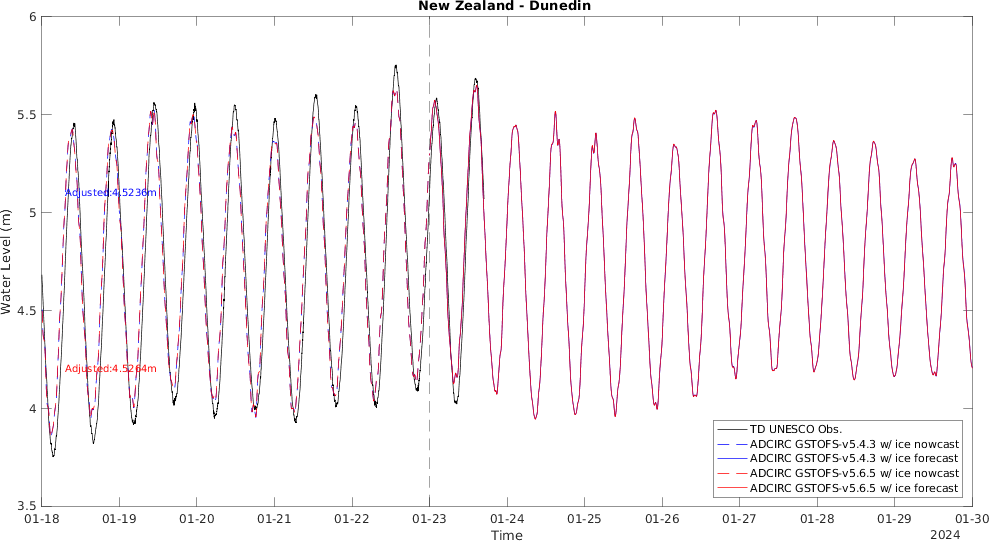 New Zealand - Dunedin
6
5.5
5
4.5
4
3.5
Water Level (m)
Adjusted:4.5236m
Adjusted:4.5264m
TD UNESCO Obs.
ADCIRC GSTOFS-v5.4.3 w/ ice nowcast
ADCIRC GSTOFS-v5.4.3 w/ ice forecast
ADCIRC GSTOFS-v5.6.5 w/ ice nowcast
ADCIRC GSTOFS-v5.6.5 w/ ice forecast
01-18 01-19 01-20 01-21 01-22 01-23 01-24 01-25 01-26 01-27 01-28 01-29 01-30
Time
2024